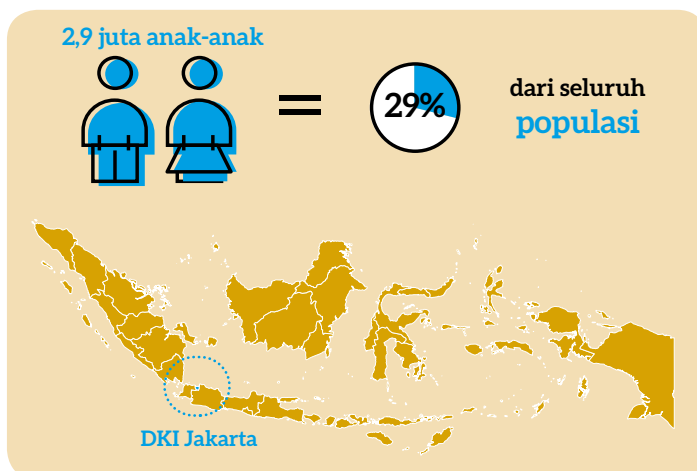 2,9 juta anak-anak
=
29%
dari seluruh
populasi
DKI Jakarta